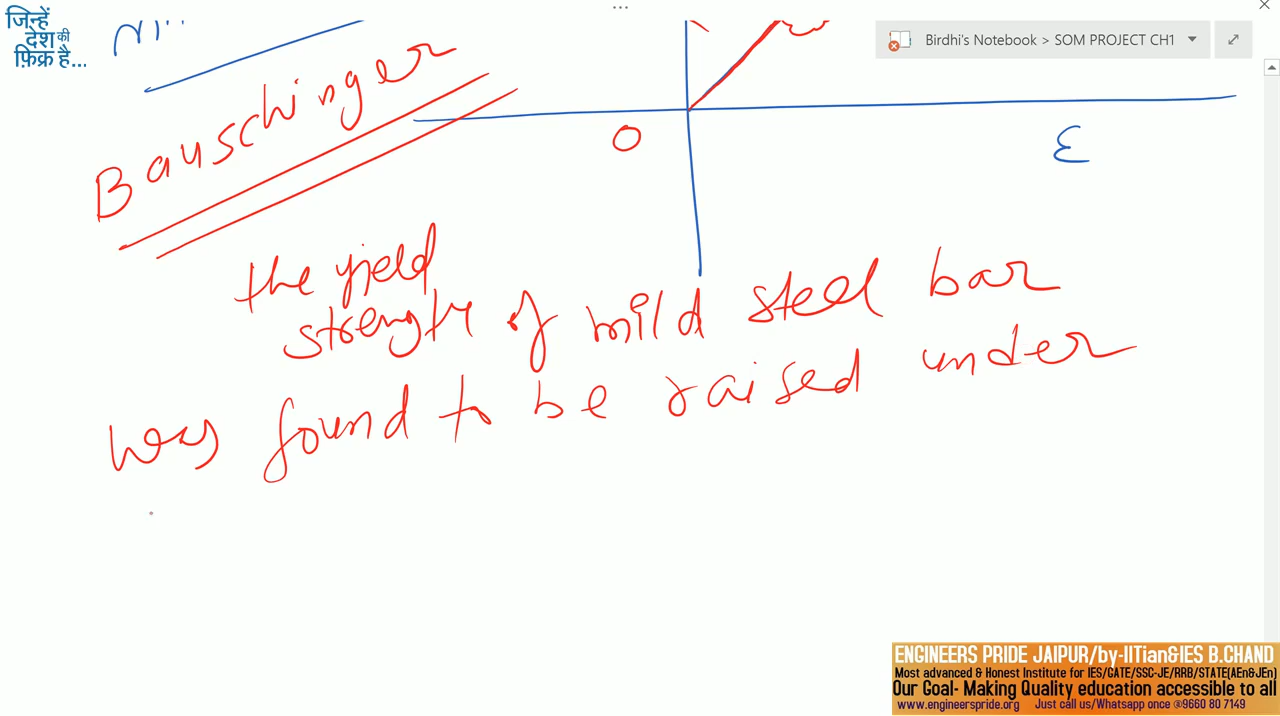 जिन्हें
देश की
फ़िक्र है...
Birdhi's Notebook > SOM PROJECT CH1
Bauschinger
O
ε
the yield
strength of mild steel bar
was found to be raised under
ENGINEERS PRIDE JAIPUR/by-IITian&IES B.CHAND
Most advanced & Honest Institute for IES/GATE/SSC-JE/RRB/STATE(AEn&JEn)
Our Goal- Making Quality education accessible to all
www.engineerspride.org Just call us/Whatsapp once @9660 80 7149